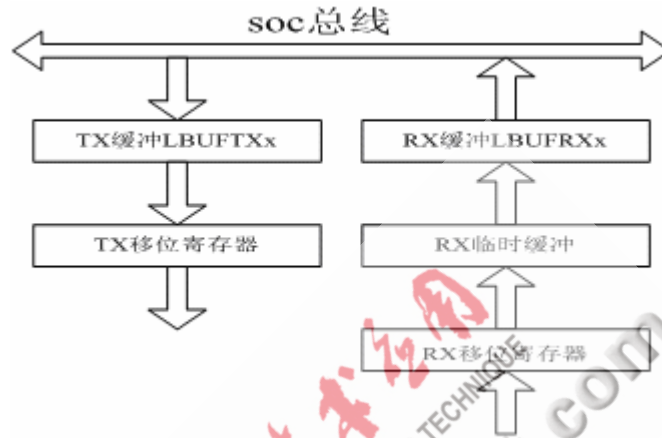 soc总线
TX缓冲LBUFTXx
RX缓冲LBUFRXx
TX移位寄存器
RX临时缓冲
RX移位寄存器
TECHNIQUE
com